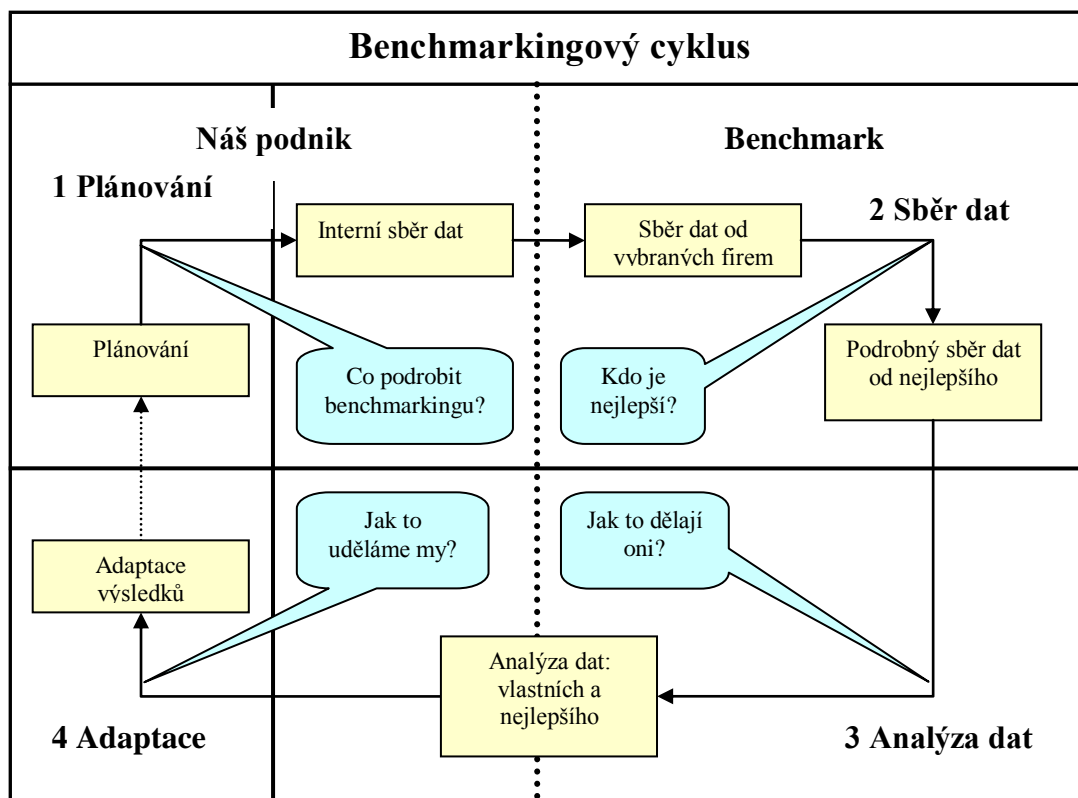 Benchmarkingový cyklus
Náš podnik
Benchmark
1 Plánování
2 Sběr dat
Interní sběr dat
Sběr dat od
vvbraných firem
Plánování
Podrobný sběr dat
od nejlepšího
Co podrobit
benchmarkingu?
Kdo je
nejlepší?
Jak to
uděláme my?
Jak to dělají
oni?
Adaptace
výsledků
Analýza dat:
vlastních a
nejlepšího
4 Adaptace
3 Analýza dat